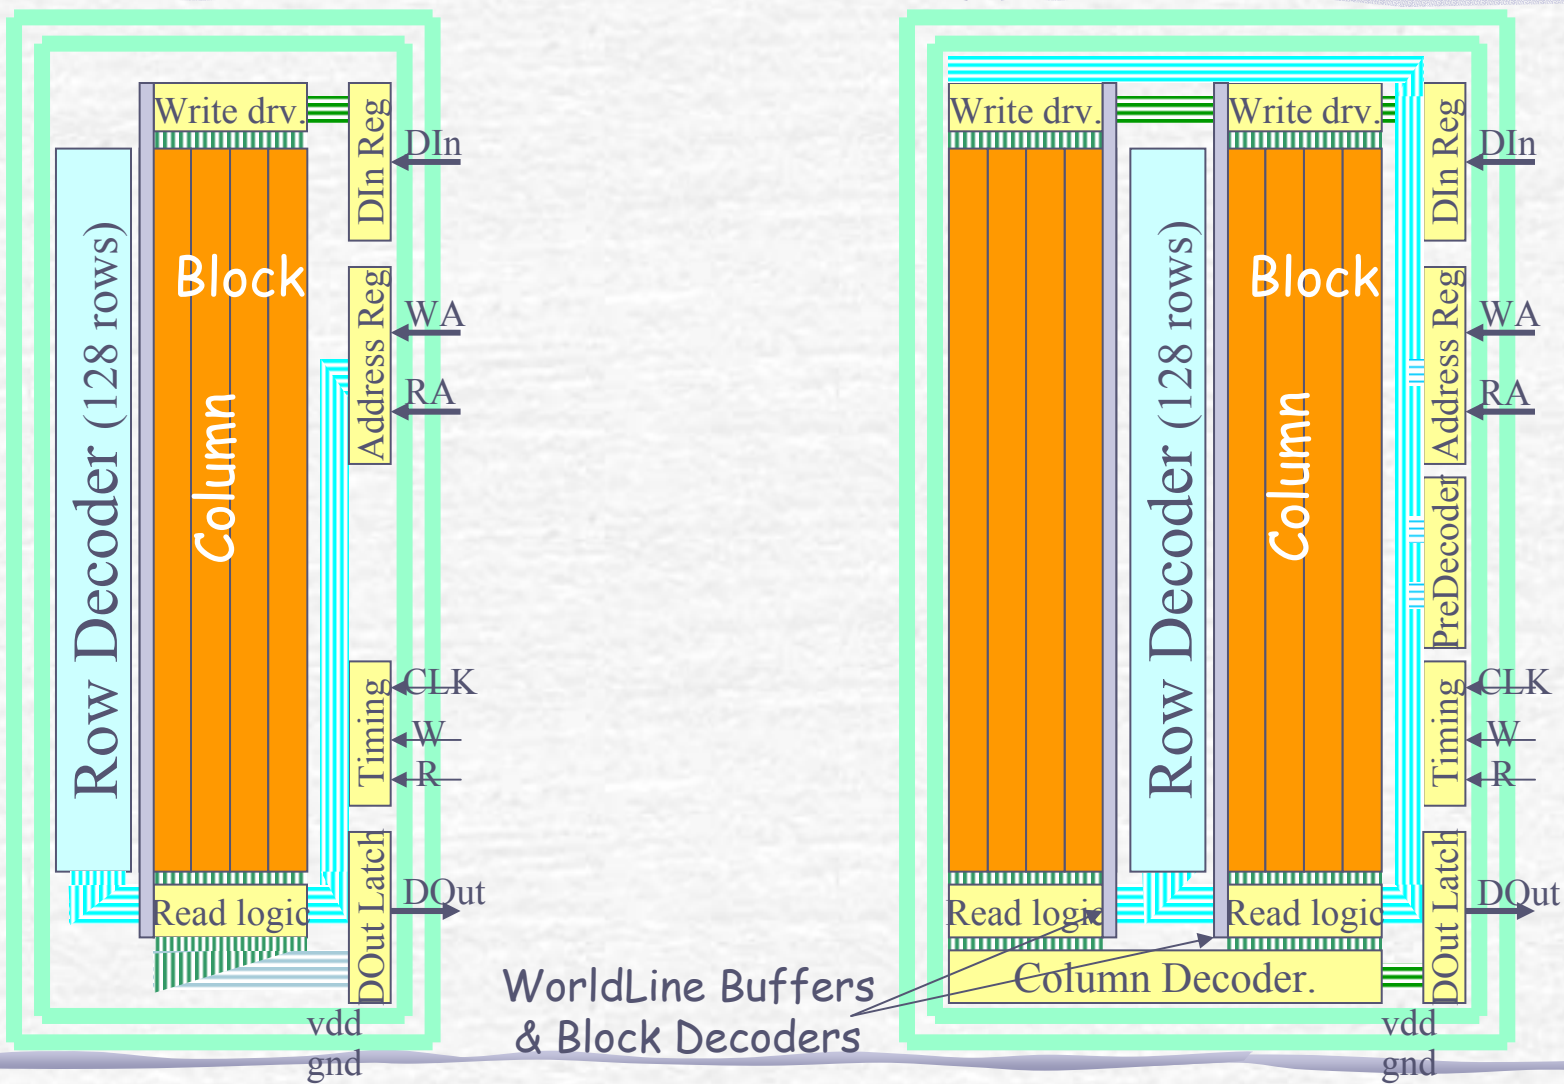 Write drv.
DIn Reg
DIn
Row Decoder (128 rows)
Block
Column
Address Reg
WA
RA
Timing
CLK
W
R
Read logic
DOut Latch
DOut
vdd
gnd
WorldLine Buffers
& Block Decoders
Write drv.
Write drv.
DIn Reg
DIn
Row Decoder (128 rows)
Block
Column
Address Reg
WA
RA
PreDecoder
Timing
CLK
W
R
Read logic
Read logic
DOut Latch
DOut
Column Decoder.
vdd
gnd